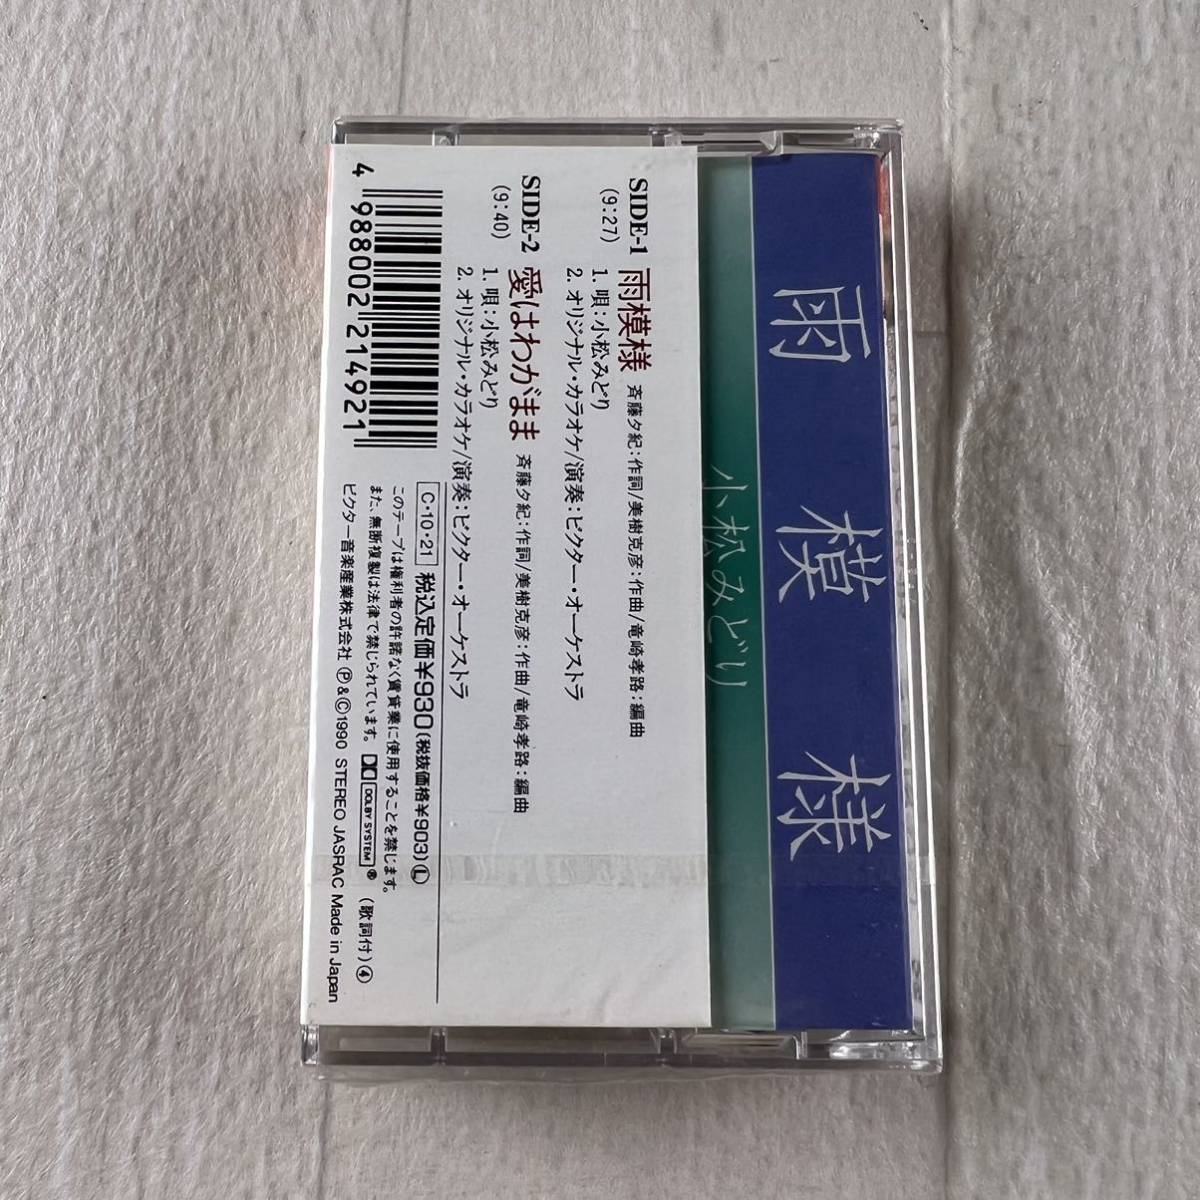 雨模様
小松みどり
SIDE-1 雨模様 斉藤夕紀:作詞/美樹克彦:作曲/竜崎孝路:編曲
(9:27) 1. 唄:小松みどり
2. オリジナル・カラオケ/演奏:ビクター・オーケストラ
SIDE-2 愛はわがまま 斉藤夕紀:作詞/美樹克彦:作曲/竜崎孝路:編曲
(9:40) 1. 唄:小松みどり
2. オリジナル・カラオケ/演奏:ビクター・オーケストラ
C・10・21 税込定価¥930(税抜価格¥903)Ⓛ
このテープは権利者の許諾なく賃貸業に使用することを禁じます。
また、無断複製は法律で禁じられています。 DOLBY SYSTEM ® (歌詞付)④
ビクター音楽産業株式会社 Ⓟ&Ⓒ1990 STEREO JASRAC Made in Japan
4 988002 214921